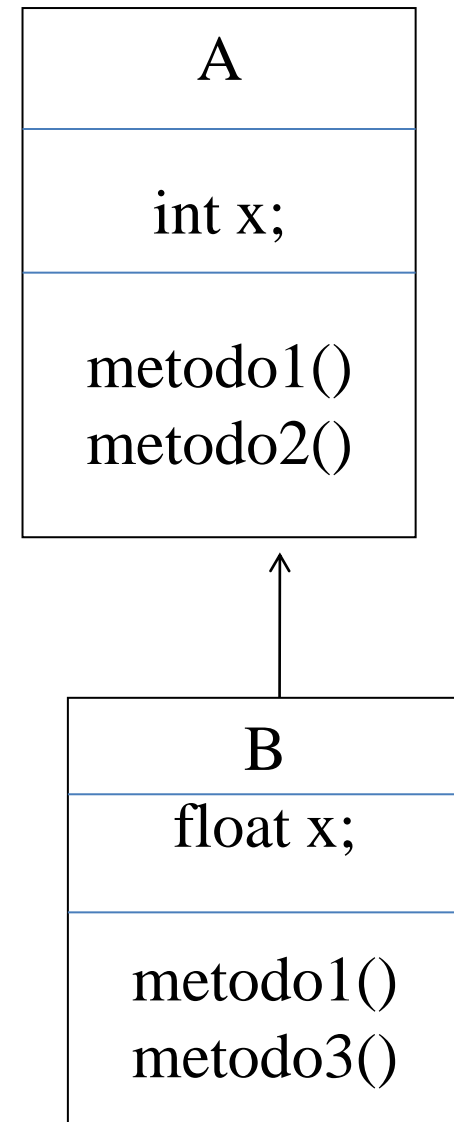 A
int x;
metodo1()
metodo2()
B
float x;
metodo1()
metodo3()